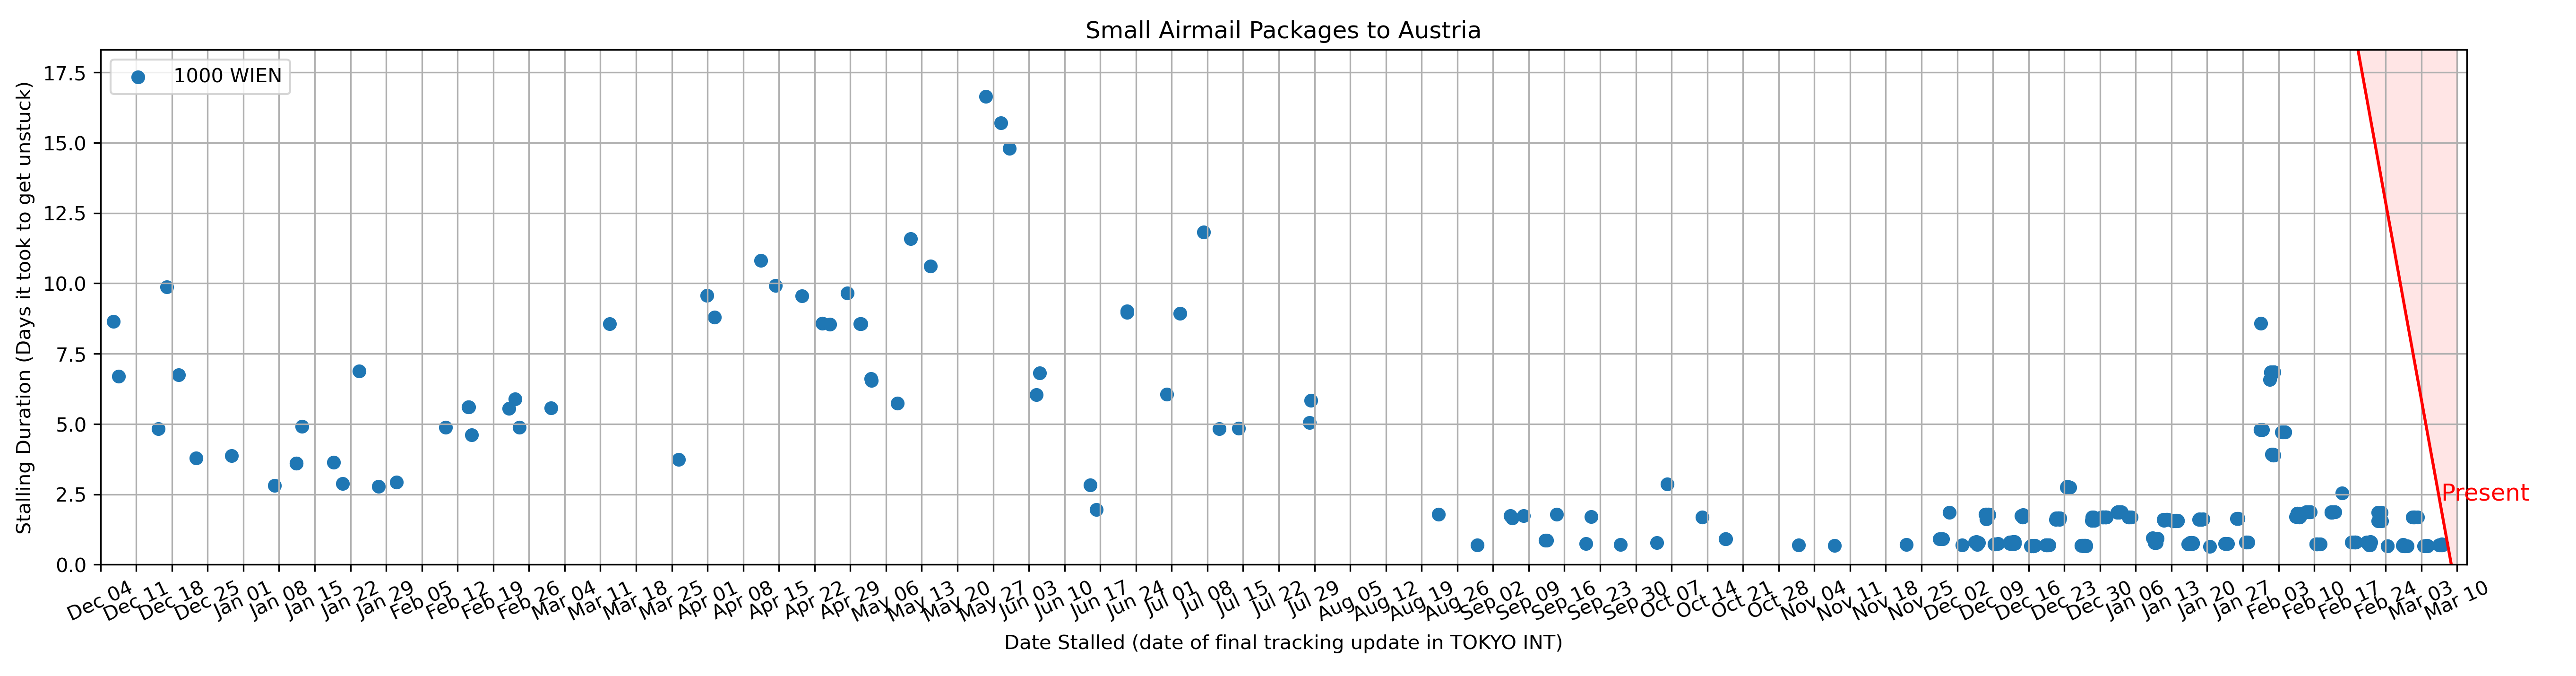 Small Airmail Packages to Austria
1000 WIEN
Stalling Duration (Days it took to get unstuck)
17.5
15.0
12.5
10.0
7.5
5.0
2.5
0.0
Present
Dec 04 Dec 11 Dec 18 Dec 25 Jan 01 Jan 08 Jan 15 Jan 22 Jan 29 Feb 05 Feb 12 Feb 19 Feb 26 Mar 04 Mar 11 Mar 18 Mar 25 Apr 01 Apr 08 Apr 15 Apr 22 Apr 29 May 06 May 13 May 20 May 27 Jun 03 Jun 10 Jun 17 Jun 24 Jul 01 Jul 08 Jul 15 Jul 22 Jul 29 Aug 05 Aug 12 Aug 19 Aug 26 Sep 02 Sep 09 Sep 16 Sep 23 Sep 30 Oct 07 Oct 14 Oct 21 Oct 28 Nov 04 Nov 11 Nov 18 Nov 25 Dec 02 Dec 09 Dec 16 Dec 23 Dec 30 Jan 06 Jan 13 Jan 20 Jan 27 Feb 03 Feb 10 Feb 17 Feb 24 Mar 03 Mar 10
Date Stalled (date of final tracking update in TOKYO INT)